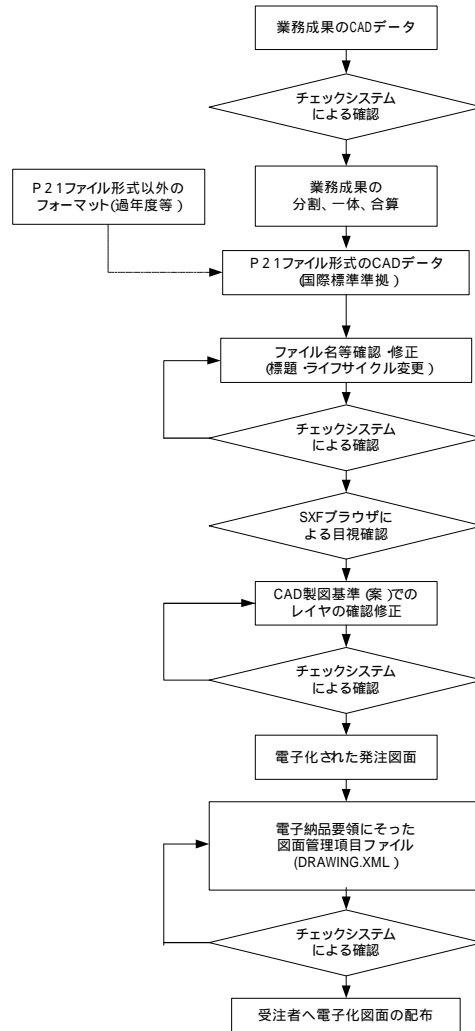 業務成果のCADデータ
チェックシステム
による確認
P21ファイル形式以外の
フォーマット(過年度等)
業務成果の
分割、一体、合算
P21ファイル形式のCADデータ
(国際標準準拠)
ファイル名等確認・修正
(標題・ライフサイクル変更)
チェックシステム
による確認
SXFブラウザに
よる目視確認
CAD製図基準(案)での
レイヤの確認修正
チェックシステム
による確認
電子化された発注図面
電子納品要領にそった
図面管理項目ファイル
(DRAWING.XML)
チェックシステム
による確認
受注者へ電子化図面の配布